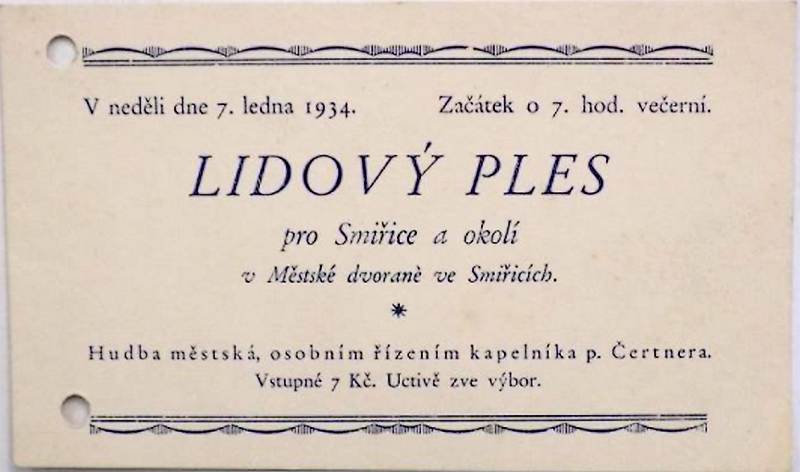 V neděli dne 7. ledna 1934. Začátek o 7. hod. večerní.
LIDOVÝ PLES
pro Smiřice a okolí
v Městské dvoraně ve Smiřicích.
*
Hudba městská, osobním řízením kapelníka p. Čertnera.
Vstupné 7 Kč. Uctivě zve výbor.